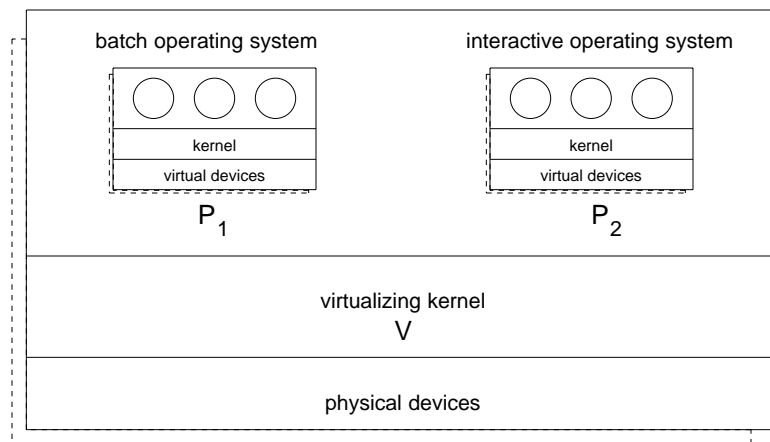 batch operating system
interactive operating system
kernel
virtual devices
P1
kernel
virtual devices
P2
virtualizing kernel
V
physical devices